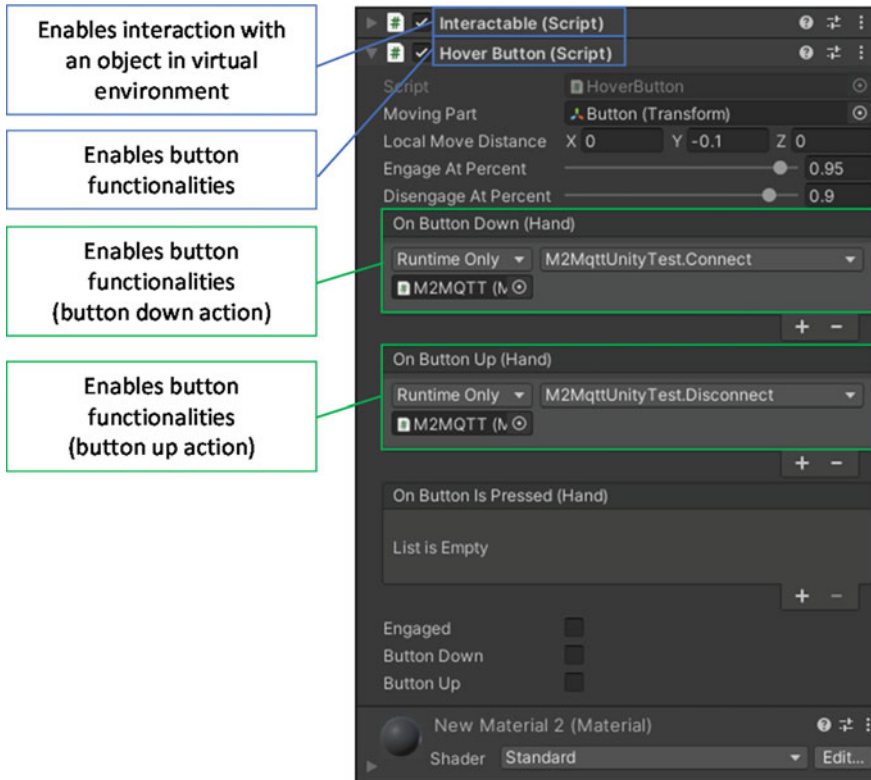 Enables interaction with
an object in virtual
environment
Enables button
functionalities
Enables button
functionalities
(button down action)
Enables button
functionalities
(button up action)
Interactable (Script)
Hover Button (Script)
Script HoverButton
Moving Part Button (Transform)
Local Move Distance X 0 Y -0.1 Z 0
Engage At Percent 0.95
Disengage At Percent 0.9
On Button Down (Hand)
Runtime Only M2MqttUnityTest.Connect
M2MQTT (M
+ -
On Button Up (Hand)
Runtime Only M2MqttUnityTest.Disconnect
M2MQTT (M
+ -
On Button Is Pressed (Hand)
List is Empty
+ -
Engaged
Button Down
Button Up
New Material 2 (Material)
Shader Standard Edit...